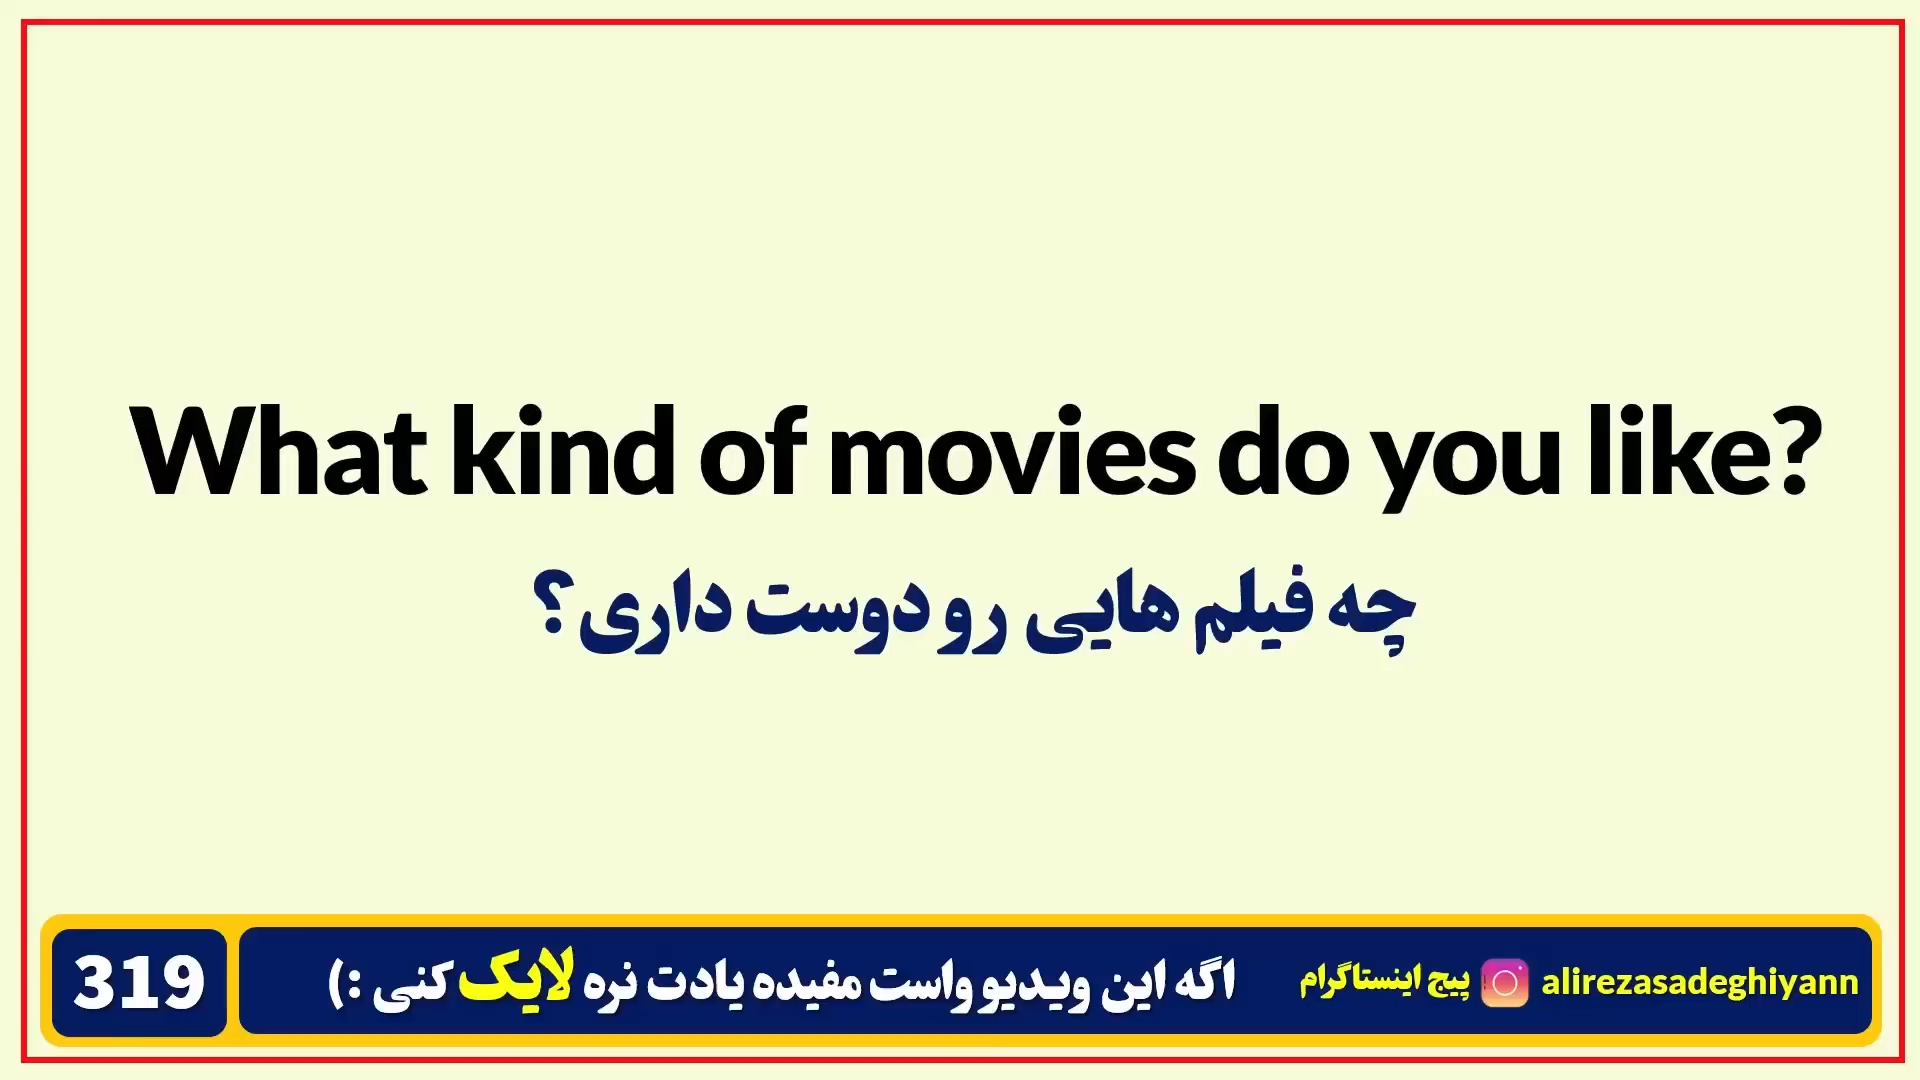 What kind of movies do you like?
چه فیلم هایی رو دوست داری؟
319
اگه این ویدیو واست مفیده یادت نره لایک کنی :)
پیج اینستاگرام
alirezasadeghiyann